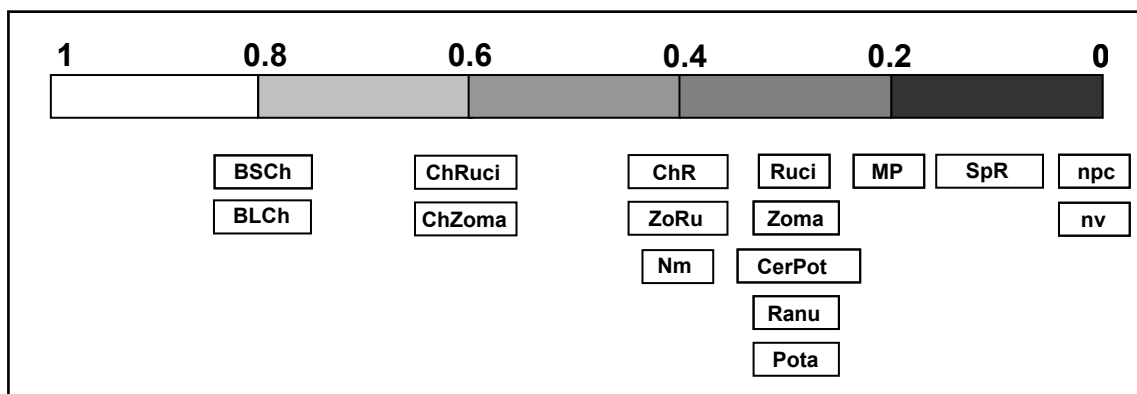 1 0.8 0.6 0.4 0.2 0
BSCh ChRuci ChR Ruci MP SpR npc
BLCh ChZoma ZoRu Zoma nv
Nm CerPot
Ranu
Pota